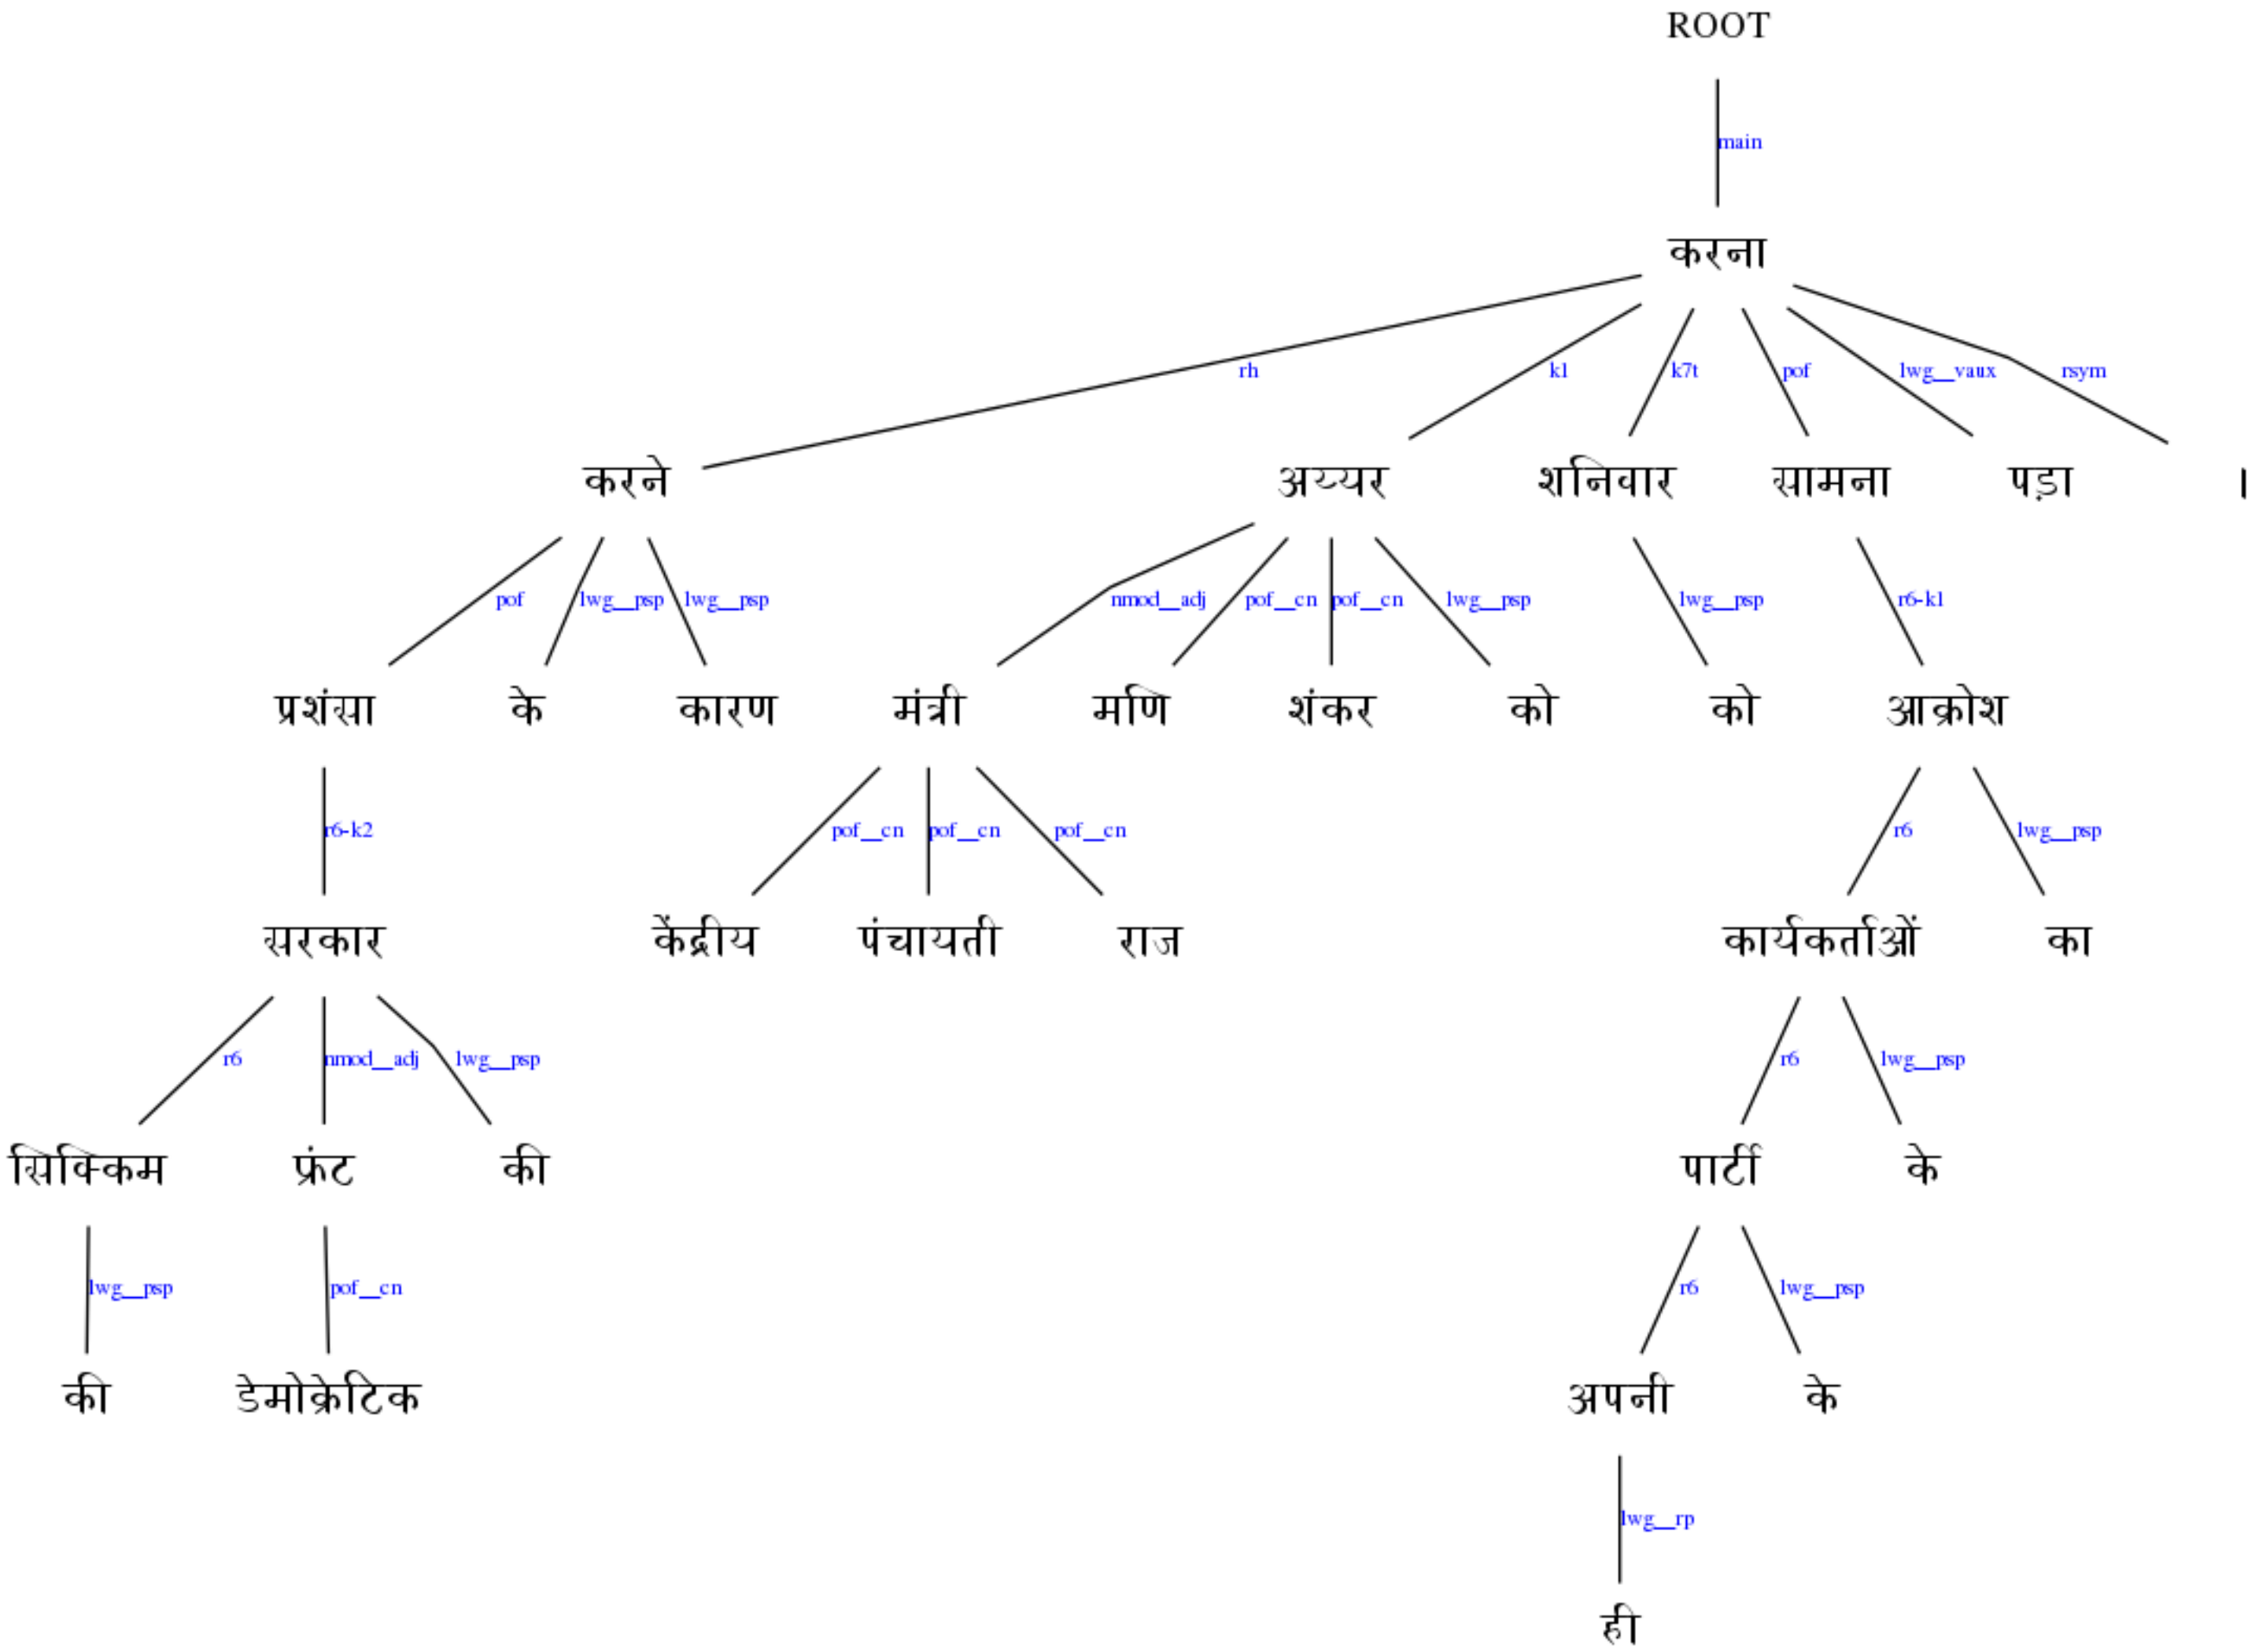 ROOT
main
करना
rh k1 k7t pof lwg__vaux rsym
करने अय्यर शनिवार सामना पड़ा ।
pof lwg__psp lwg__psp nmod__adj pof__cn pof__cn lwg__psp lwg__psp r6-k1
प्रशंसा के कारण मंत्री मणि शंकर को को आक्रोश
r6-k2 pof__cn pof__cn pof__cn r6 lwg__psp
सरकार केंद्रीय पंचायती राज कार्यकर्ताओं का
r6 nmod__adj lwg__psp r6 lwg__psp
सिक्किम फ्रंट की पार्टी के
lwg__psp pof__cn r6 lwg__psp
की डेमोक्रेटिक अपनी के
lwg__rp
ही